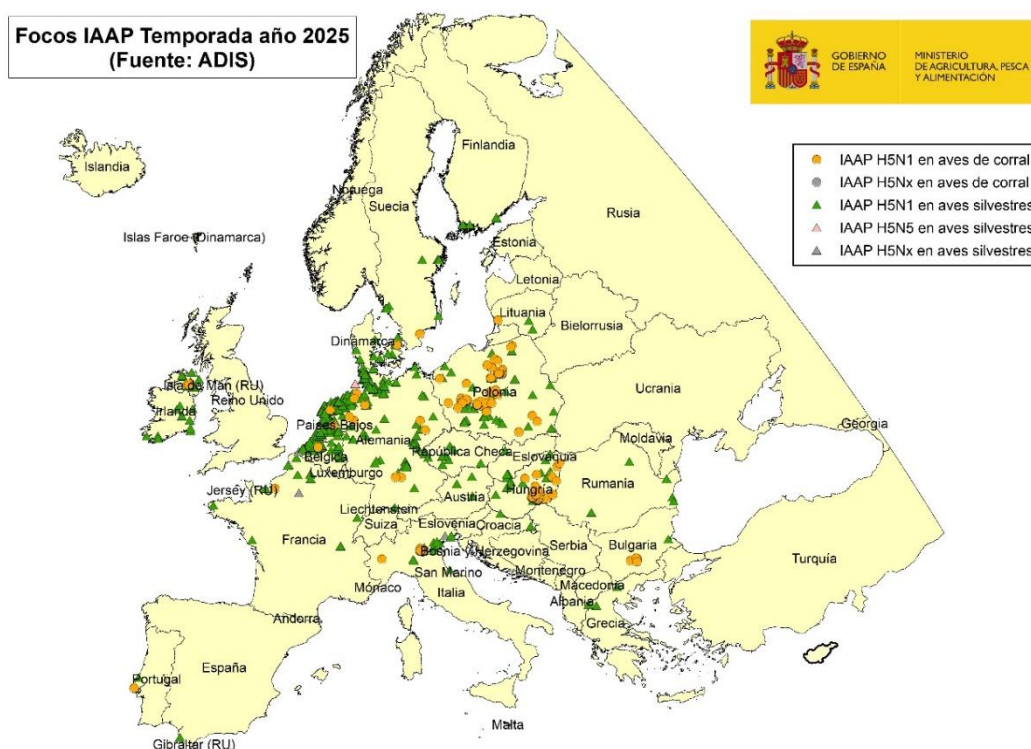 Focos IAAP Temporada año 2025
(Fuente: ADIS)
GOBIERNO
DE ESPAÑA
MINISTERIO
DE AGRICULTURA, PESCA
Y ALIMENTACIÓN
IAAP H5N1 en aves de corral
IAAP H5Nx en aves de corral
IAAP H5N1 en aves silvestres
IAAP H5N5 en aves silvestres
IAAP H5Nx en aves silvestres
Islandia
Finlandia
Noruega
Suecia
Rusia
Islas Faroe (Dinamarca)
Estonia
Letonia
Lituania
Dinamarca
Bielorrusia
Isla de Man (RU)
Reino Unido
Irlanda
Polonia
Ucrania
Paises Bajos
Alemania
Georgia
Belgica
República Checa
Eslovaquia
Moldavia
Luxemburgo
Jersey (RU)
Austria
Hungría
Rumania
Liechtenstein
Suiza
Eslovenia
Croacia
Francia
Bosnia y Herzegovina
Serbia
Bulgaria
Turquía
San Marino
Montenegro
Macedonia
Mónaco
Italia
Albania
Andorra
Grecia
España
Portugal
Malta
Gibraltar (RU)